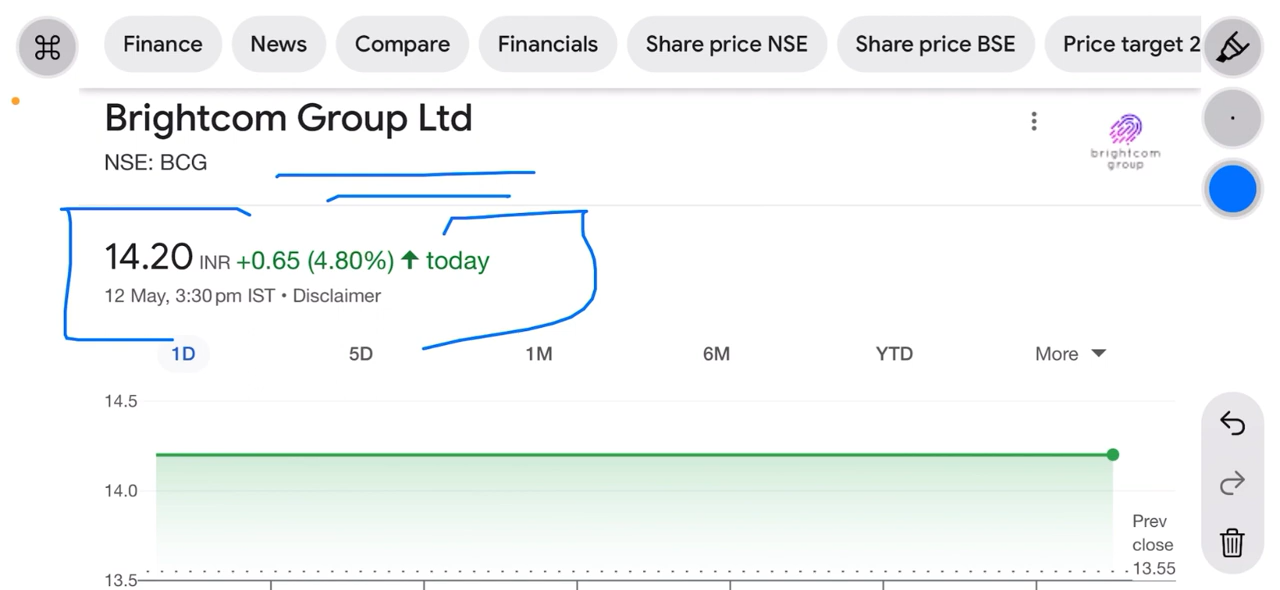 Finance News Compare Financials Share price NSE Share price BSE Price target 2
Brightcom Group Ltd
brightcom
group
NSE: BCG
14.20 INR +0.65 (4.80%) ↑ today
12 May, 3:30 pm IST • Disclaimer
1D 5D 1M 6M YTD More
14.5
14.0
Prev
close
13.55
13.5